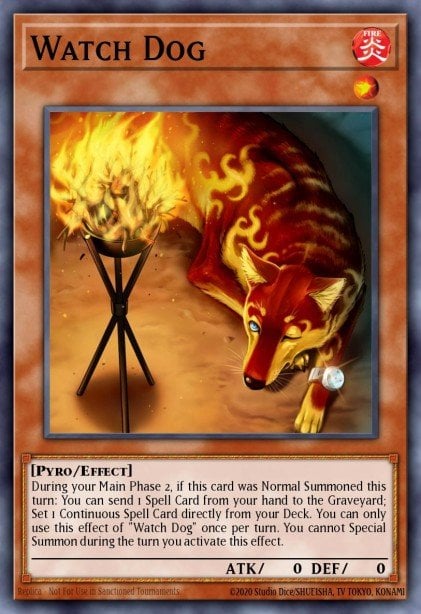 WATCH DOG
FIRE
炎
[PYRO/EFFECT]
During your Main Phase 2, if this card was Normal Summoned this
turn: You can send 1 Spell Card from your hand to the Graveyard;
Set 1 Continuous Spell Card directly from your Deck. You can only
use this effect of "Watch Dog" once per turn. You cannot Special
Summon during the turn you activate this effect.
ATK/ 0 DEF/ 0
Replica - Not For Use in Sanctioned Tournaments ©2020 Studio Dice/SHUEISHA, TV TOKYO, KONAMI